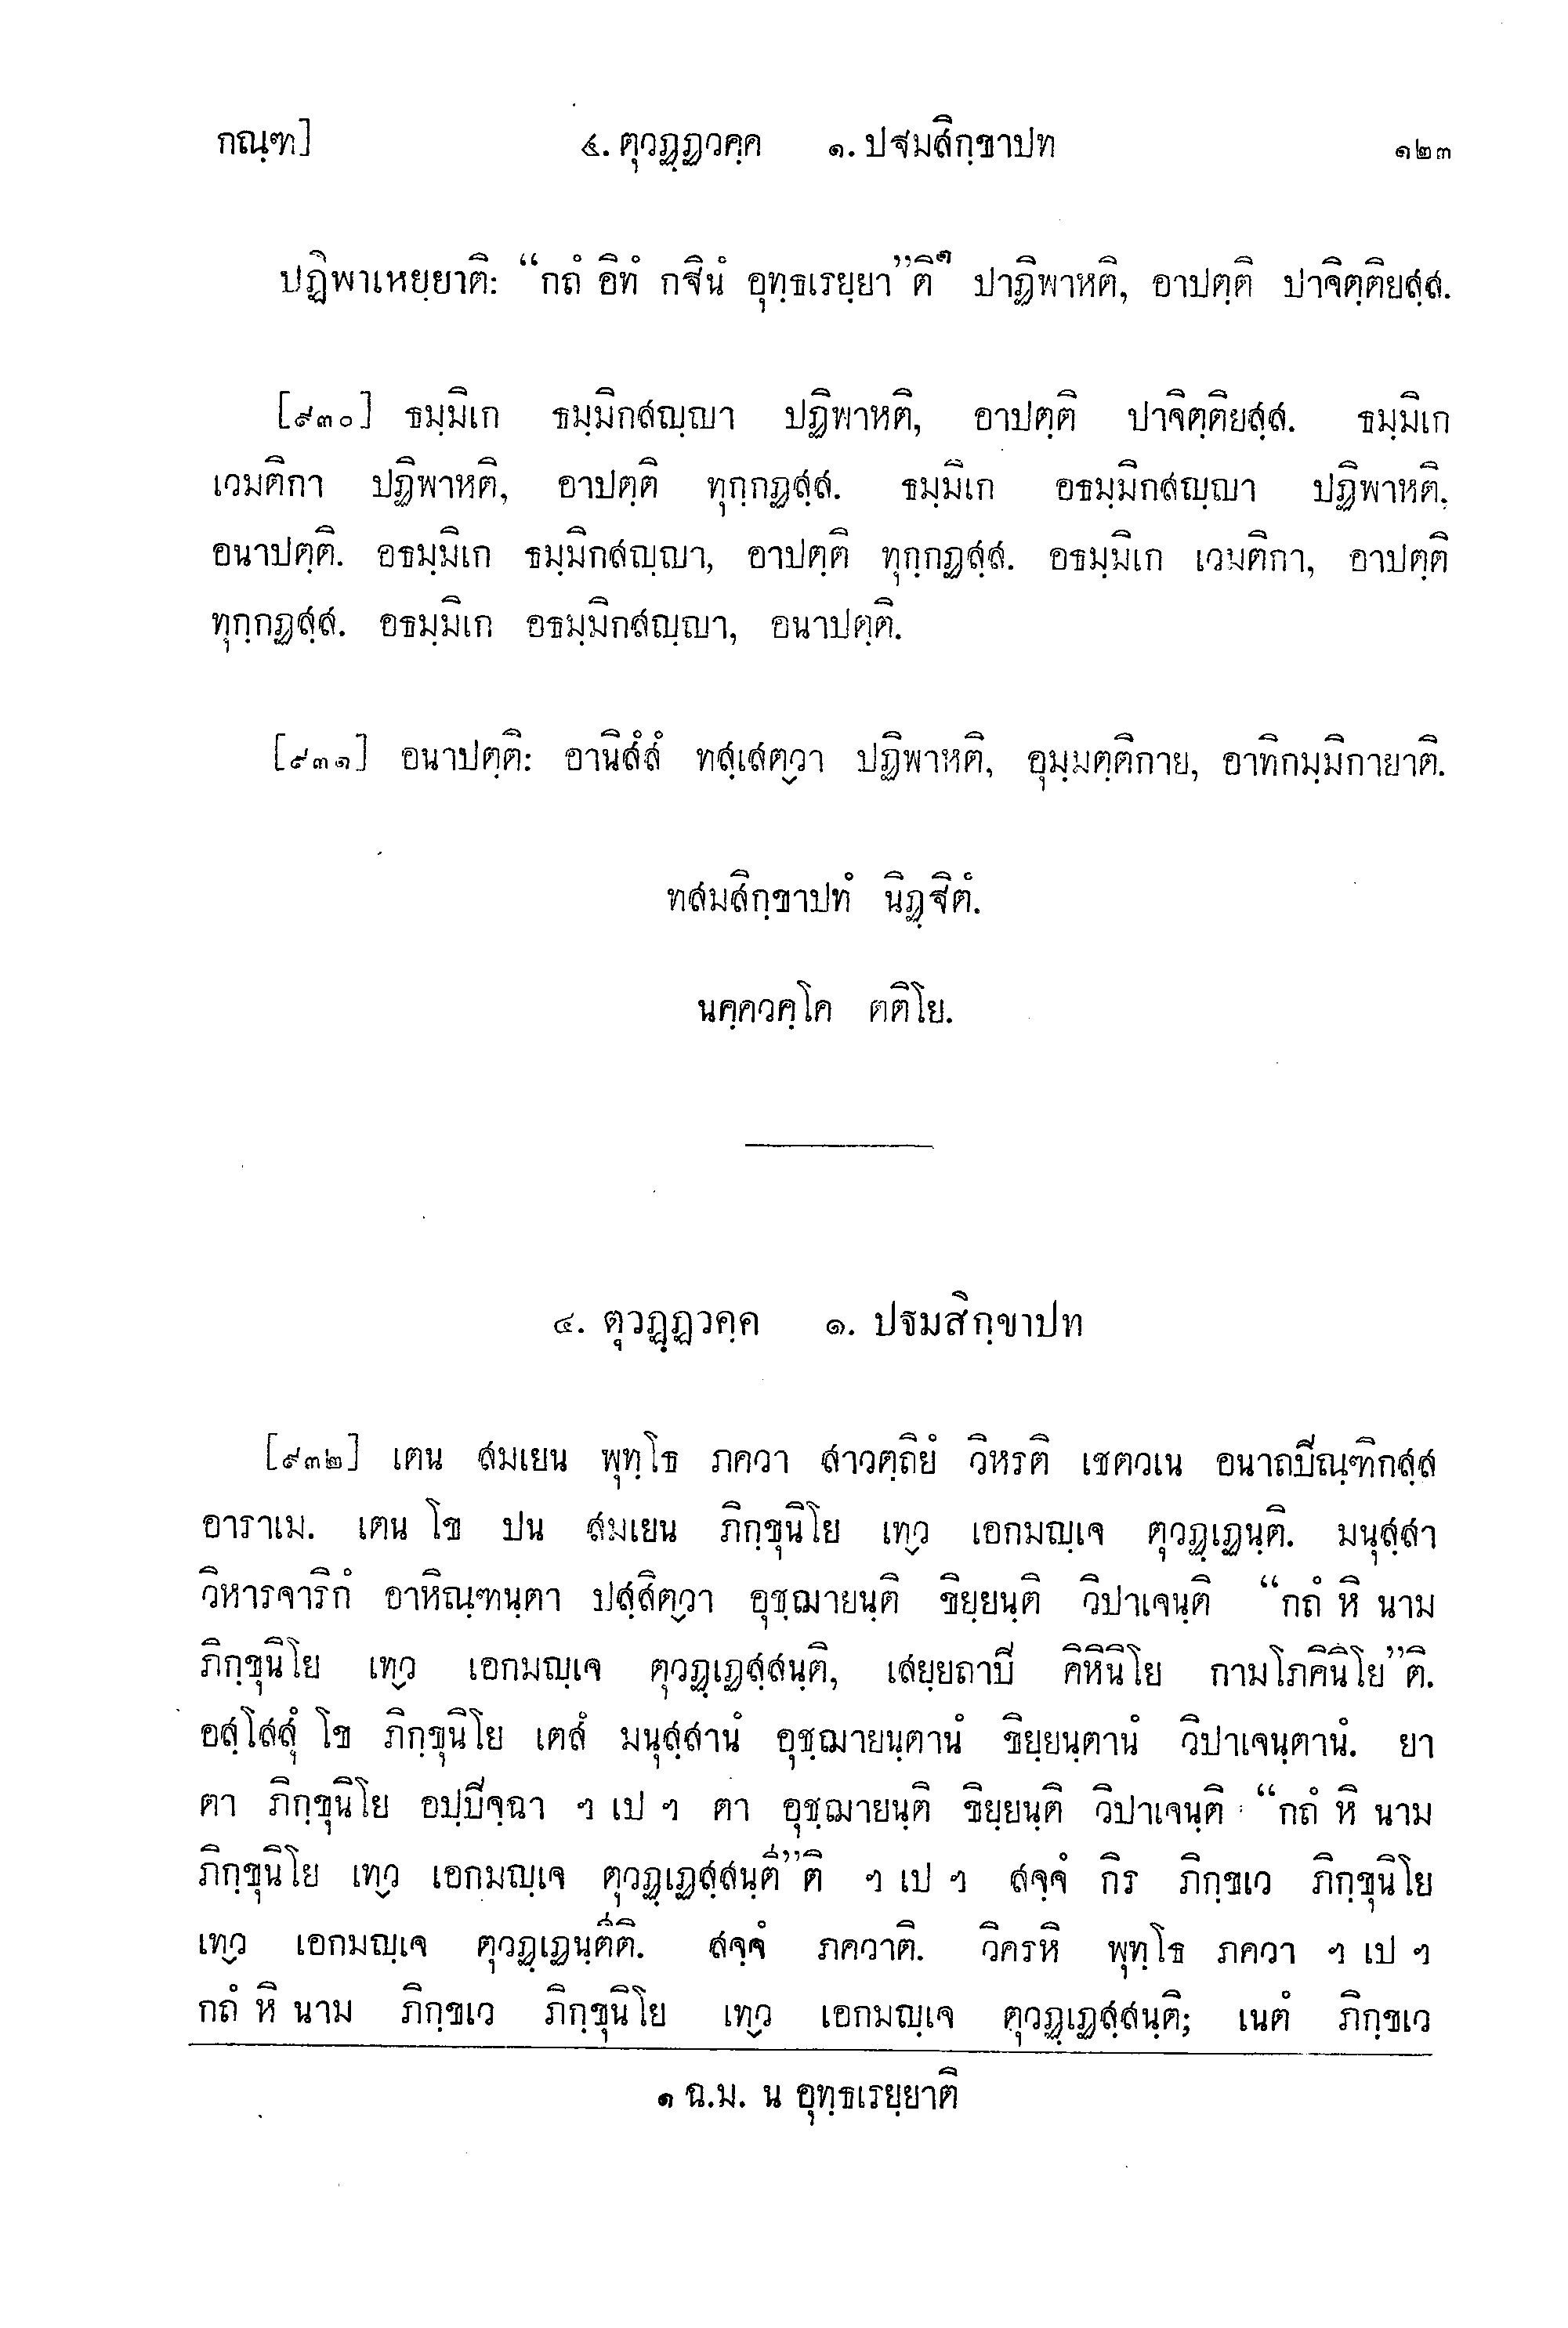 กณฺฑ] ๔. ตุวฏฺฏวคฺค ๑. ปฐมสิกฺขาปท ๑๒๓
ปฏิพาเหยฺยาติ: “กถํ อิทํ กฐินํ อุทฺธเรยฺยา”ติ๑ ปาฏิพาหติ, อาปตฺติ ปาจิตฺติยสฺส.
[๙๓๐] ธมฺมิเก ธมฺมิกสญฺญา ปฏิพาหติ, อาปตฺติ ปาจิตฺติยสฺส. ธมฺมิเก
เวมติกา ปฏิพาหติ, อาปตฺติ ทุกฺกฏสฺส. ธมฺมิเก อธมฺมิกสญฺญา ปฏิพาหติ,
อนาปตฺติ. อธมฺมิเก ธมฺมิกสญฺญา, อาปตฺติ ทุกฺกฏสฺส. อธมฺมิเก เวมติกา, อาปตฺติ
ทุกฺกฏสฺส. อธมฺมิเก อธมฺมิกสญฺญา, อนาปตฺติ.
[๙๓๑] อนาปตฺติ: อานิสํสํ ทสฺเสตฺวา ปฏิพาหติ, อุมฺมตฺติกาย, อาทิกมฺมิกายาติ.
ทสมสิกฺขาปทํ นิฏฺฐิตํ.
นคฺควคฺโค ตติโย.
๔. ตุวฏฺฏวคฺค ๑. ปฐมสิกฺขาปท
[๙๓๒] เตน สมเยน พุทฺโธ ภควา สาวตฺถิยํ วิหรติ เชตวเน อนาถปิณฺฑิกสฺส
อาราเม. เตน โข ปน สมเยน ภิกฺขุนิโย เทฺว เอกมญฺเจ ตุวฏฺเฏนฺติ. มนุสฺสา
วิหารจาริกํ อาหิณฺฑนฺตา ปสฺสิตฺวา อุชฺฌายนฺติ ขิยฺยนฺติ วิปาเจนฺติ “กถํ หิ นาม
ภิกฺขุนิโย เทฺว เอกมญฺเจ ตุวฏฺเฏสฺสนฺติ, เสยฺยถาปิ คิหินิโย กามโภคินิโย”ติ.
อสฺโสสุํ โข ภิกฺขุนิโย เตสํ มนุสฺสานํ อุชฺฌายนฺตานํ ขิยฺยนฺตานํ วิปาเจนฺตานํ. ยา
ตา ภิกฺขุนิโย อปฺปิจฺฉา ฯ เป ฯ ตา อุชฺฌายนฺติ ขิยฺยนฺติ วิปาเจนฺติ “กถํ หิ นาม
ภิกฺขุนิโย เทฺว เอกมญฺเจ ตุวฏฺเฏสฺสนฺตี”ติ ฯ เป ฯ สจฺจํ กิร ภิกฺขเว ภิกฺขุนิโย
เทฺว เอกมญฺเจ ตุวฏฺเฏนฺตีติ. สจฺจํ ภควาติ. วิครหิ พุทฺโธ ภควา ฯ เป ฯ
กถํ หิ นาม ภิกฺขเว ภิกฺขุนิโย เทฺว เอกมญฺเจ ตุวฏฺเฏสฺสนฺติ; เนตํ ภิกฺขเว
๑ ฉ.ม. น อุทฺธเรยฺยาติ